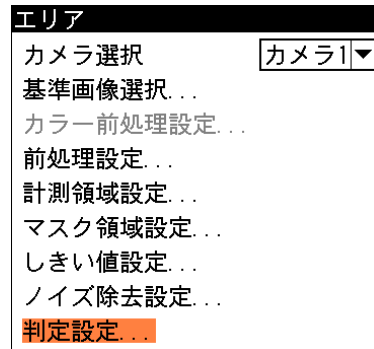 エリア
カメラ選択 カメラ1
基準画像選択...
カラー前処理設定...
前処理設定...
計測領域設定...
マスク領域設定...
しきい値設定...
ノイズ除去設定...
判定設定...